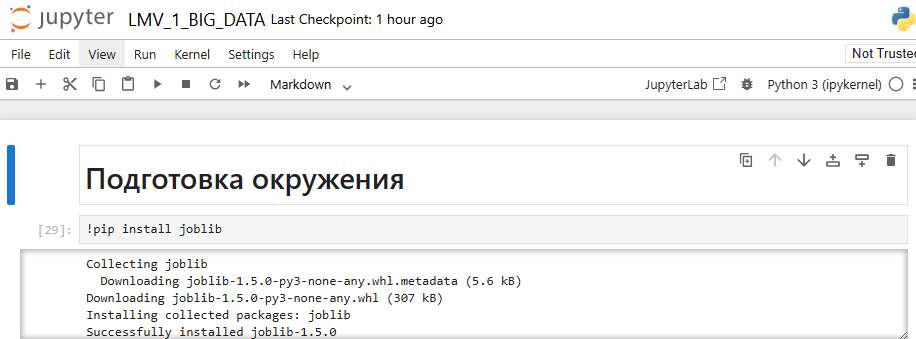 jupyter LMV_1_BIG_DATA Last Checkpoint: 1 hour ago
File Edit View Run Kernel Settings Help Not Trusted
Markdown JupyterLab Python 3 (ipykernel)
Подготовка окружения
[29]: !pip install joblib
Collecting joblib
Downloading joblib-1.5.0-py3-none-any.whl.metadata (5.6 kB)
Downloading joblib-1.5.0-py3-none-any.whl (307 kB)
Installing collected packages: joblib
Successfully installed joblib-1.5.0